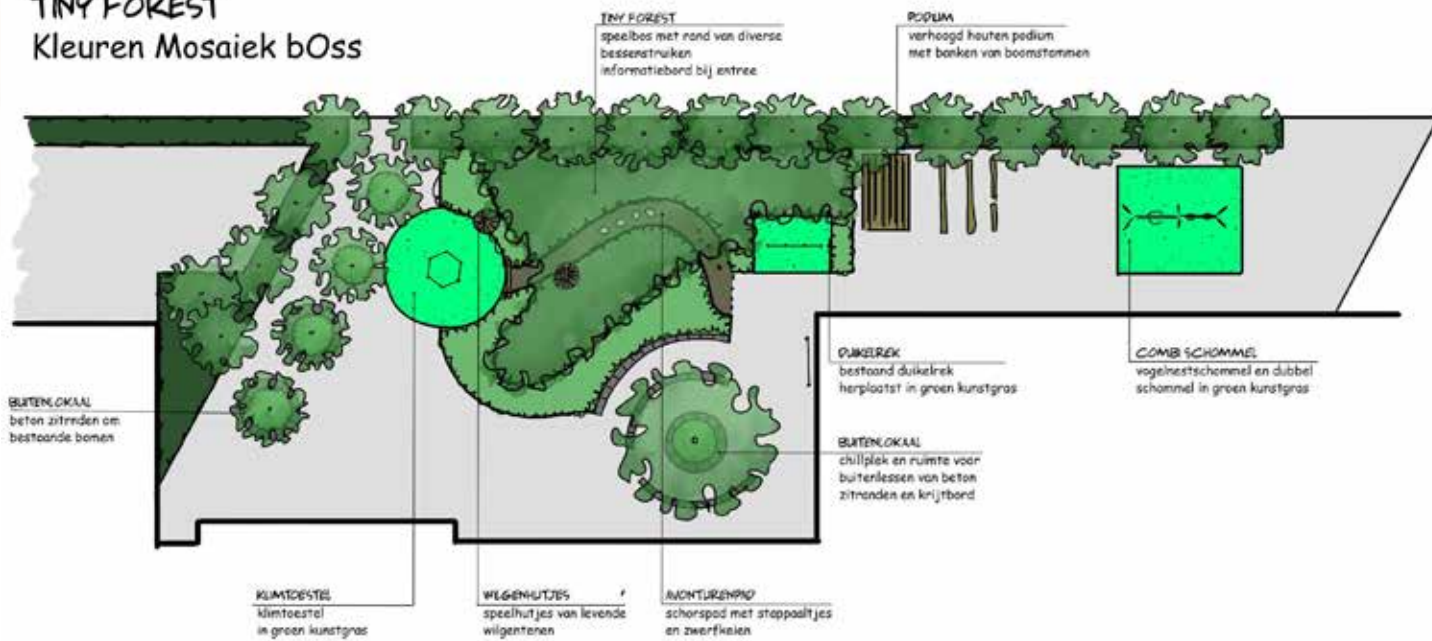 TINY FOREST
Kleuren Mosaiek bOss
TINY FOREST
speelbos met rand van diverse
bessenstruiken
informatiebord bij entree
PODIUM
verhoogd houten podium
met banken van boomstammen
DUIKELREK
bestaand duikelrek
herplaatst in groen kunstgras
COMBI SCHOMMEL
vogelnestschommel en dubbel
schommel in groen kunstgras
BUITENLOKAAL
beton zitrnden om
bestaande bomen
BUITENLOKAAL
chillplek en ruimte voor
buitenlessen van beton
zitranden en krijtbord
KLIMTOESTEL
klimtoestel
in groen kunstgras
WILGENHUTJES
speelhutjes van levende
wilgentenen
AVONTURENPAD
schorspad met stappaaltjes
en zwerfkeien